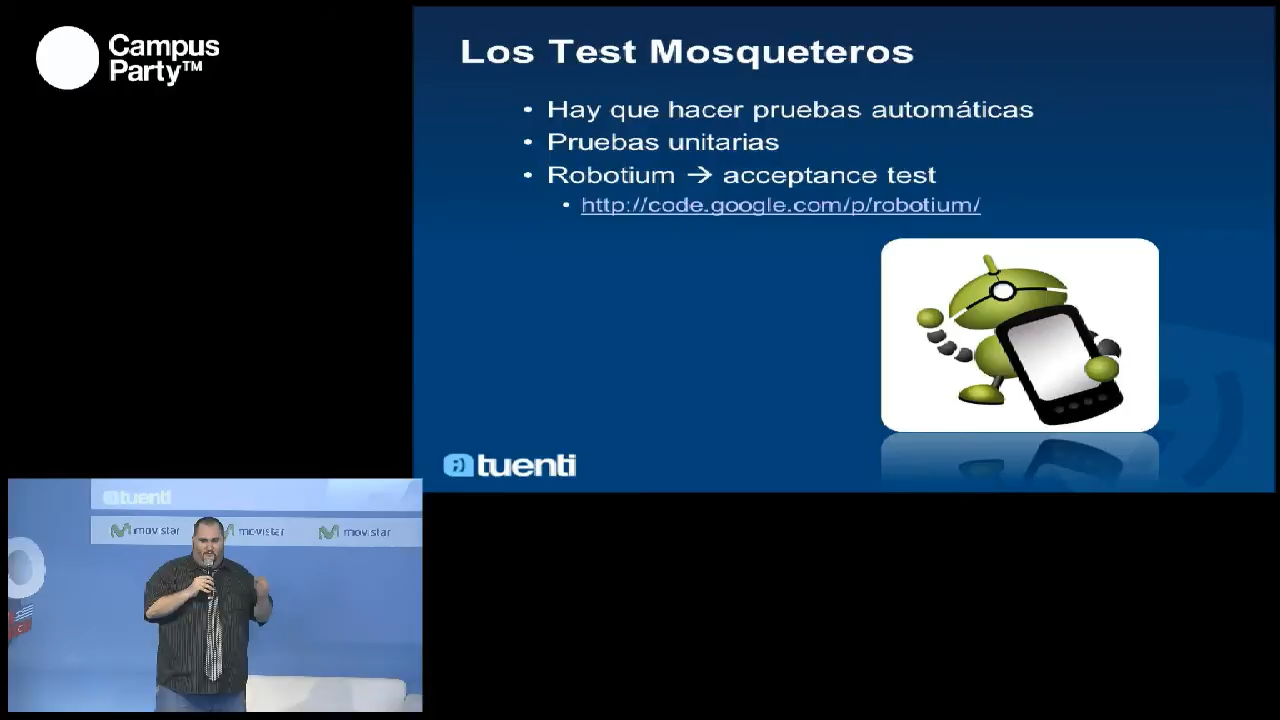 Campus
Party™
Los Test Mosqueteros
• Hay que hacer pruebas automáticas
• Pruebas unitarias
• Robotium → acceptance test
• http://code.google.com/p/robotium/
tuenti
tuenti
movistar
movistar
movistar